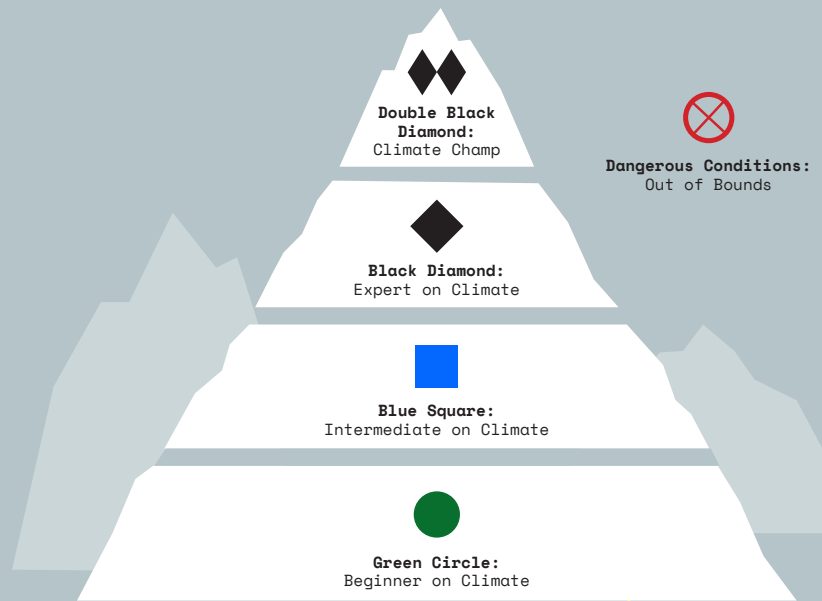 Double Black
Diamond:
Climate Champ
Dangerous Conditions:
Out of Bounds
Black Diamond:
Expert on Climate
Blue Square:
Intermediate on Climate
Green Circle:
Beginner on Climate